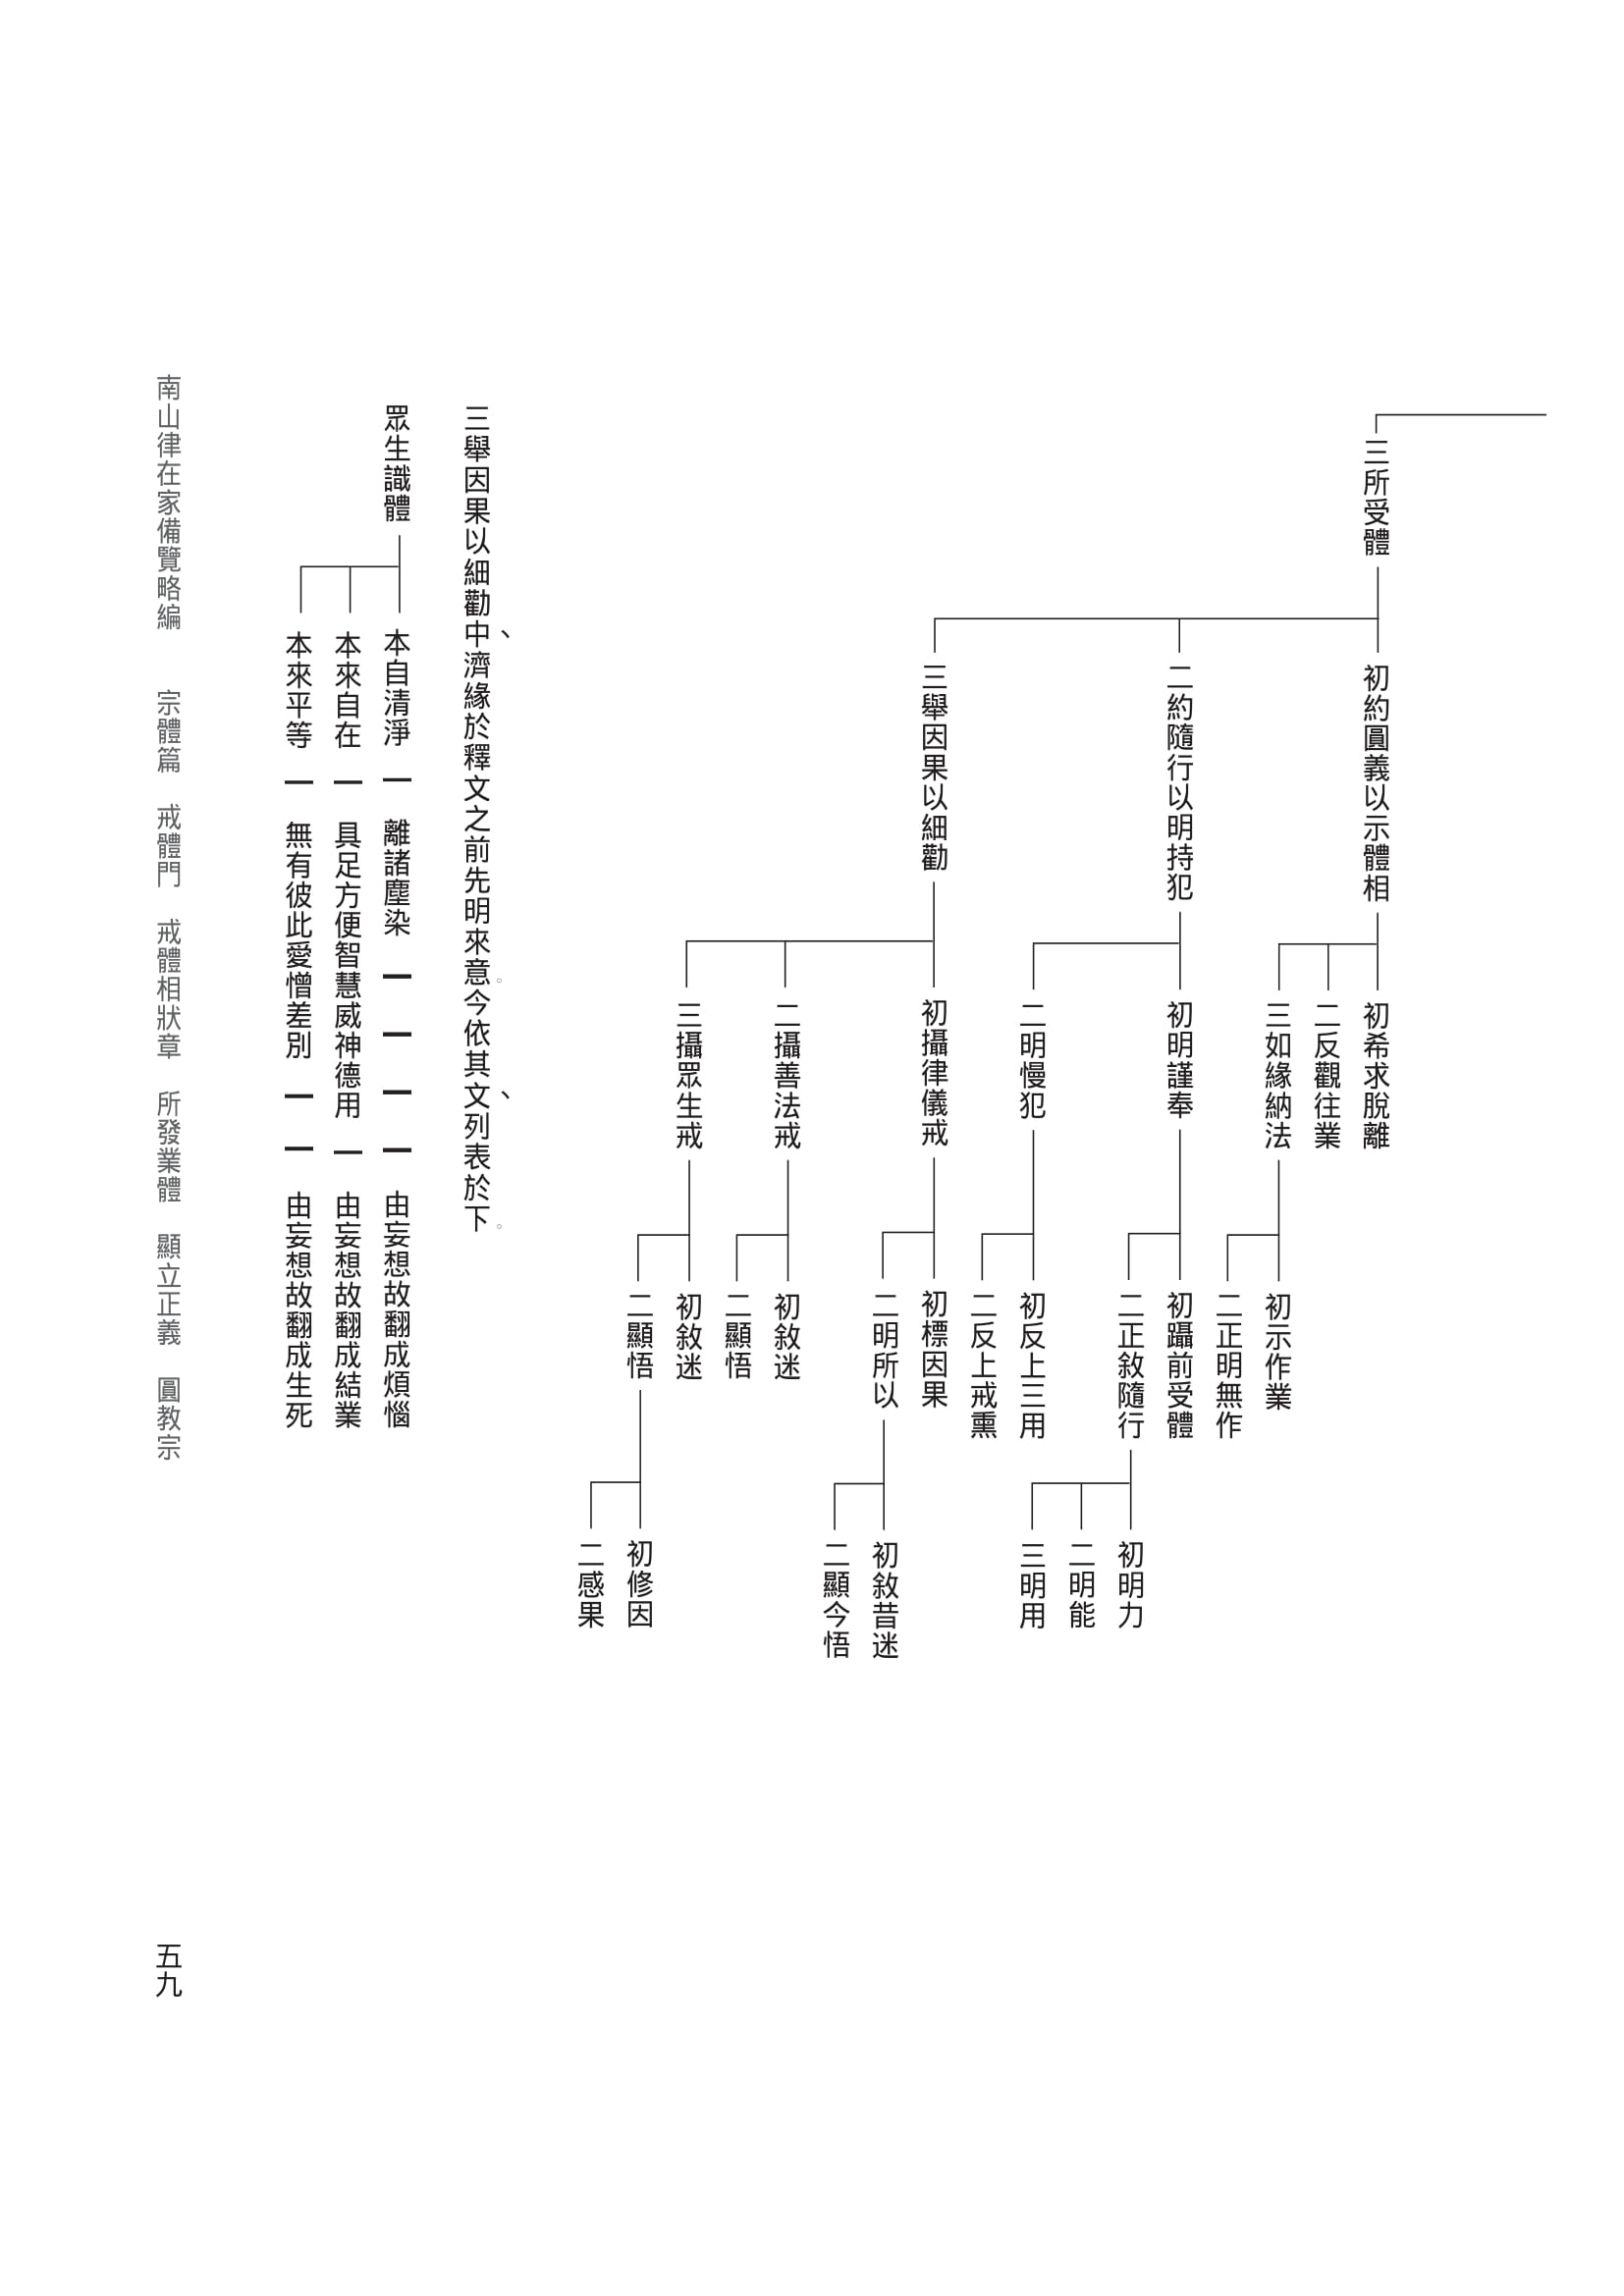 三所受體
初約圓義以示體相
初希求脫離
二反觀往業
三如緣納法
初示作業
二正明無作
二約隨行以明持犯
初明謹奉
初躡前受體
二正敘隨行
初明力
二明能
三明用
二明慢犯
初反上三用
二反上戒熏
三舉因果以細勸
初攝律儀戒
初標因果
二明所以
初敘昔迷
二顯今悟
二攝善法戒
初敘迷
二顯悟
三攝眾生戒
初敘迷
二顯悟
初修因
二感果
三舉因果以細勸中、濟緣於釋文之前先明來意。今依其文、列表於下。
眾生識體
本自清淨 — 離諸塵染 — — — — 由妄想故翻成煩惱
本來自在 — 具足方便智慧威神德用 — 由妄想故翻成結業
本來平等 — 無有彼此愛憎差別 — — 由妄想故翻成生死
南山律在家備覽略編 宗體篇 戒體門 戒體相狀章 所發業體 顯立正義 圓教宗
五九